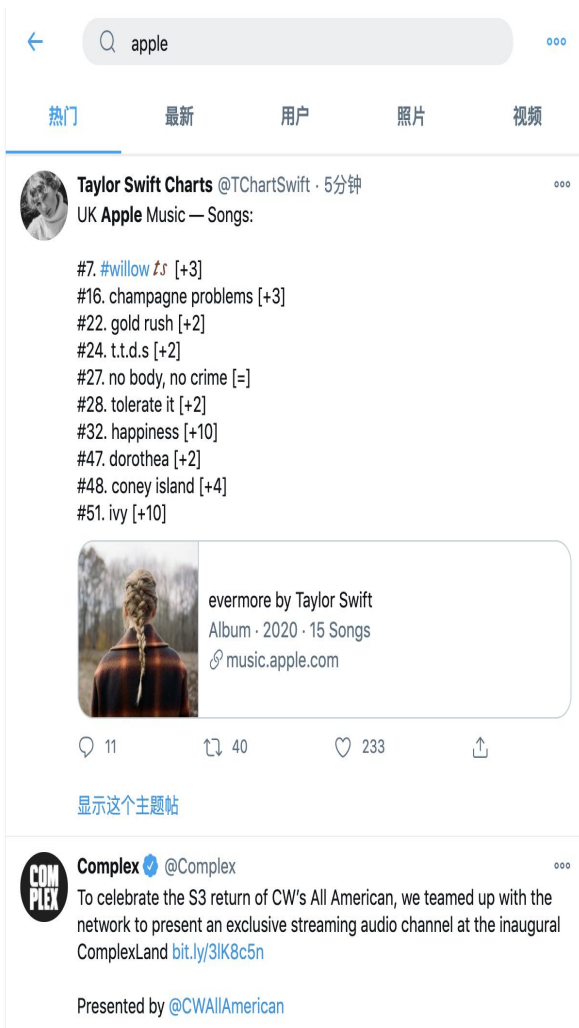 apple
热门 最新 用户 照片 视频
Taylor Swift Charts @TChartSwift · 5分钟
UK Apple Music — Songs:
#7. #willow ts [+3]
#16. champagne problems [+3]
#22. gold rush [+2]
#24. t.t.d.s [+2]
#27. no body, no crime [=]
#28. tolerate it [+2]
#32. happiness [+10]
#47. dorothea [+2]
#48. coney island [+4]
#51. ivy [+10]
evermore by Taylor Swift
Album · 2020 · 15 Songs
music.apple.com
11 40 233
显示这个主题帖
COMPLEX
Complex @Complex
To celebrate the S3 return of CW's All American, we teamed up with the
network to present an exclusive streaming audio channel at the inaugural
ComplexLand bit.ly/3lK8c5n
Presented by @CWAllAmerican